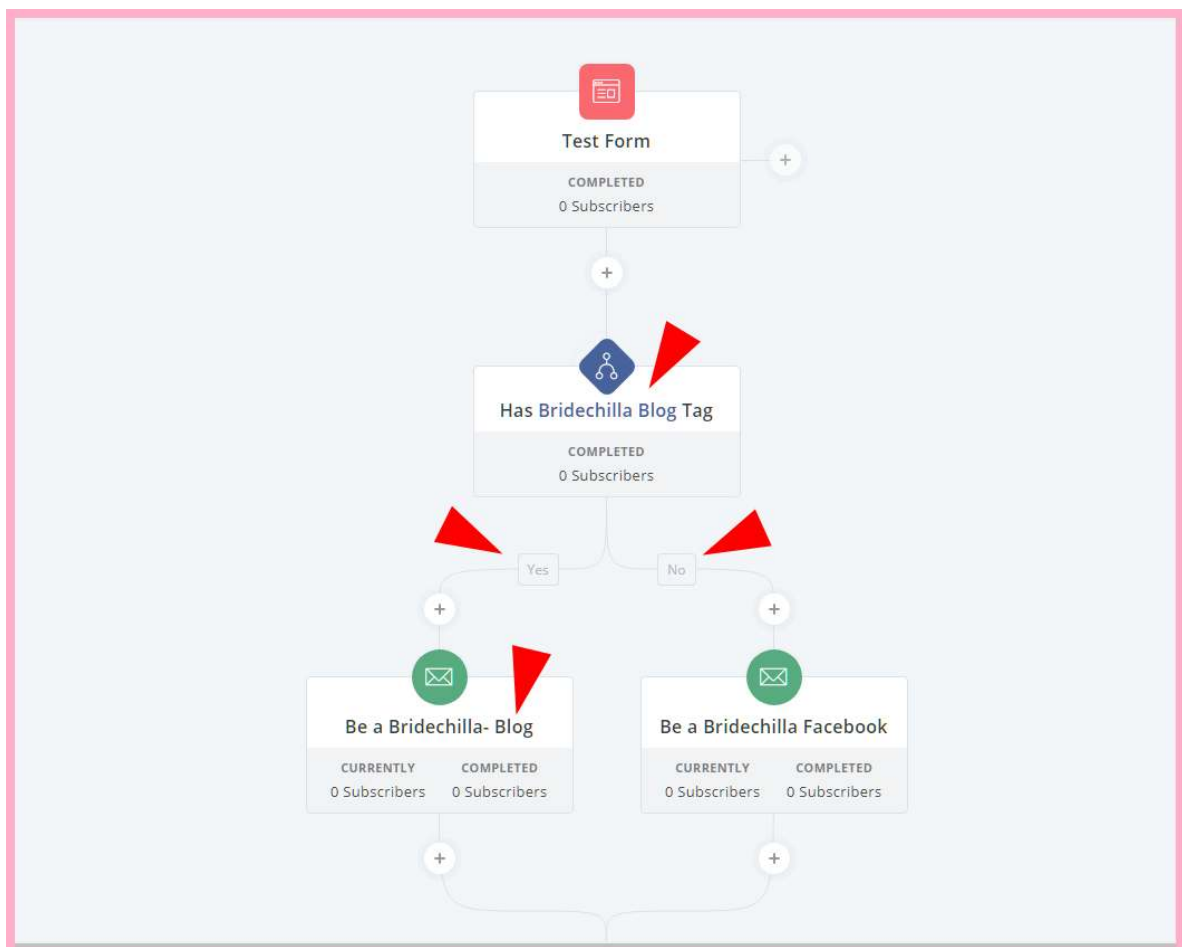 Test Form
COMPLETED
0 Subscribers
Has Bridechilla Blog Tag
COMPLETED
0 Subscribers
Yes
No
Be a Bridechilla- Blog
CURRENTLY COMPLETED
0 Subscribers 0 Subscribers
Be a Bridechilla Facebook
CURRENTLY COMPLETED
0 Subscribers 0 Subscribers